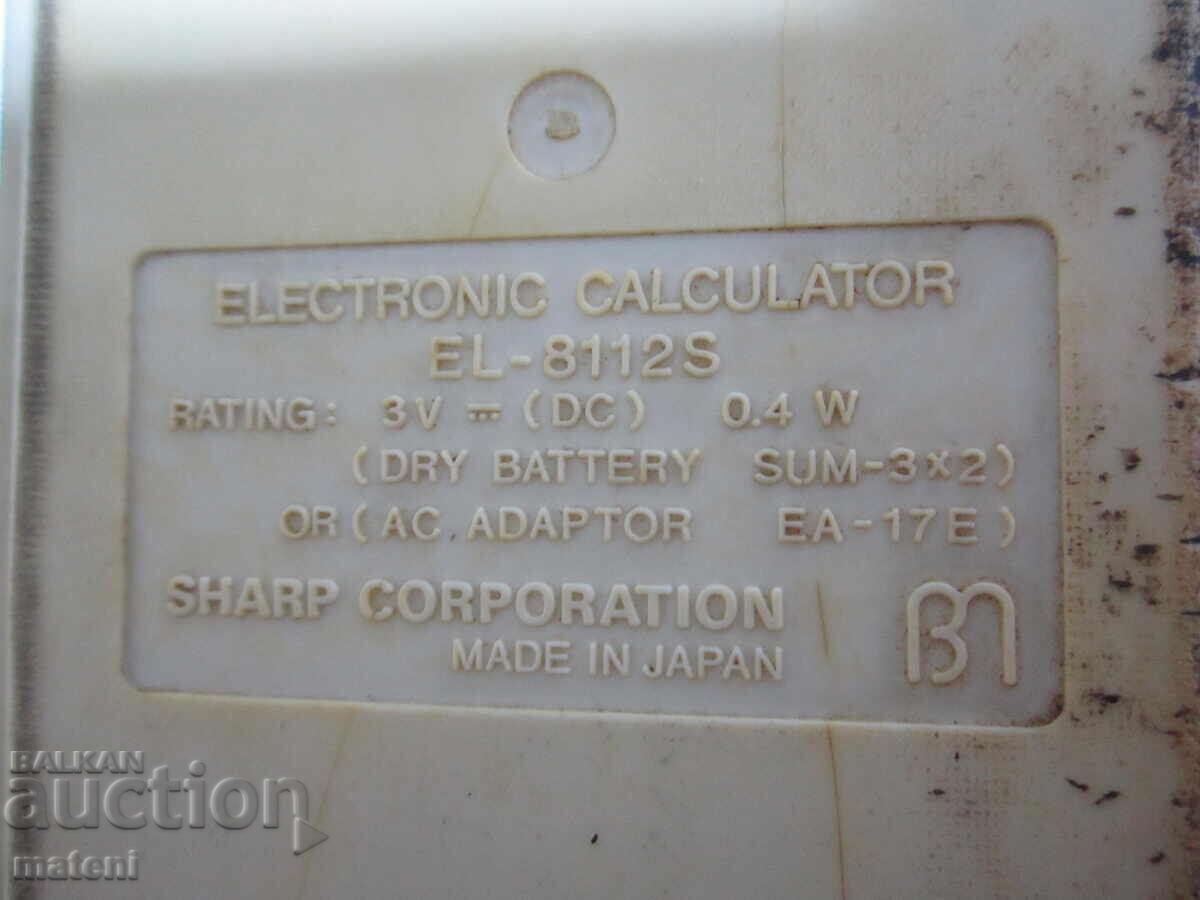 ELECTRONIC CALCULATOR
EL-8112S
RATING: 3V ⎓ (DC) 0.4 W
(DRY BATTERY SUM-3×2)
OR (AC. ADAPTOR EA-17E)
SHARP CORPORATION
MADE IN JAPAN
BALKAN
auction
mateni